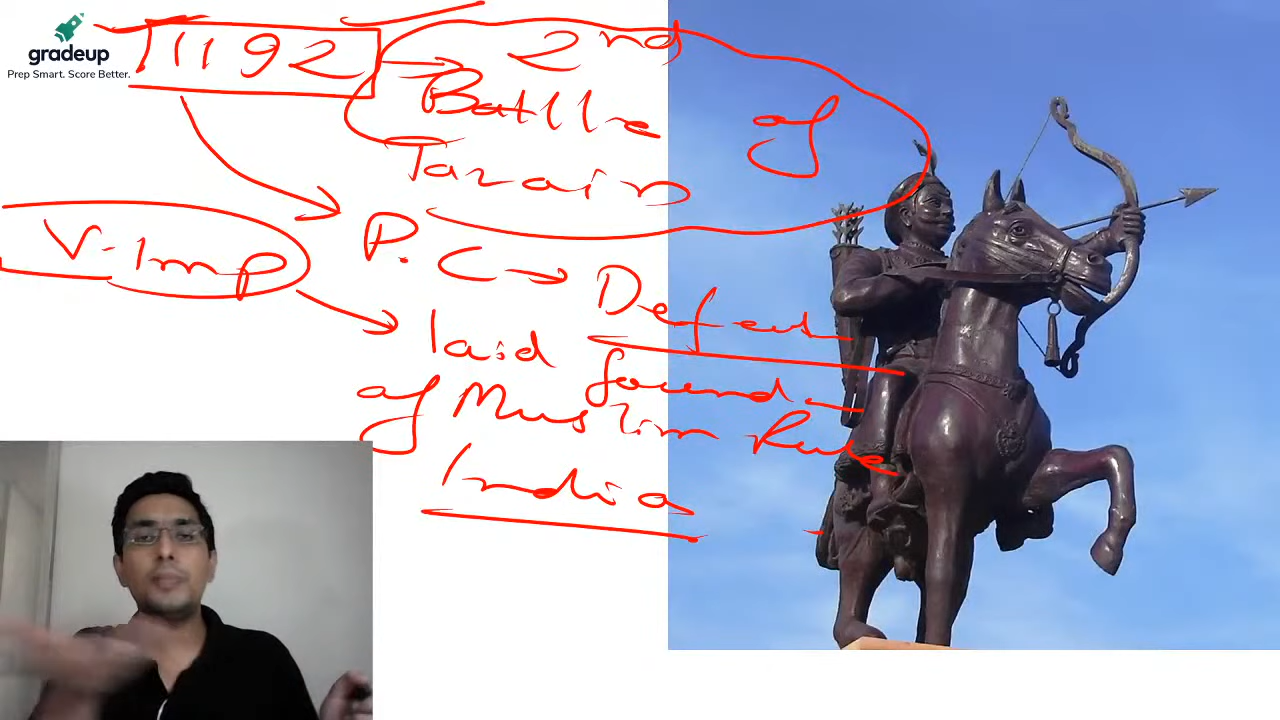 gradeup
Prep Smart. Score Better.
1192 → 2nd
Battle of
Tarain
P. C → Defeat
V. Imp
laid found
of Muslim Rule
India